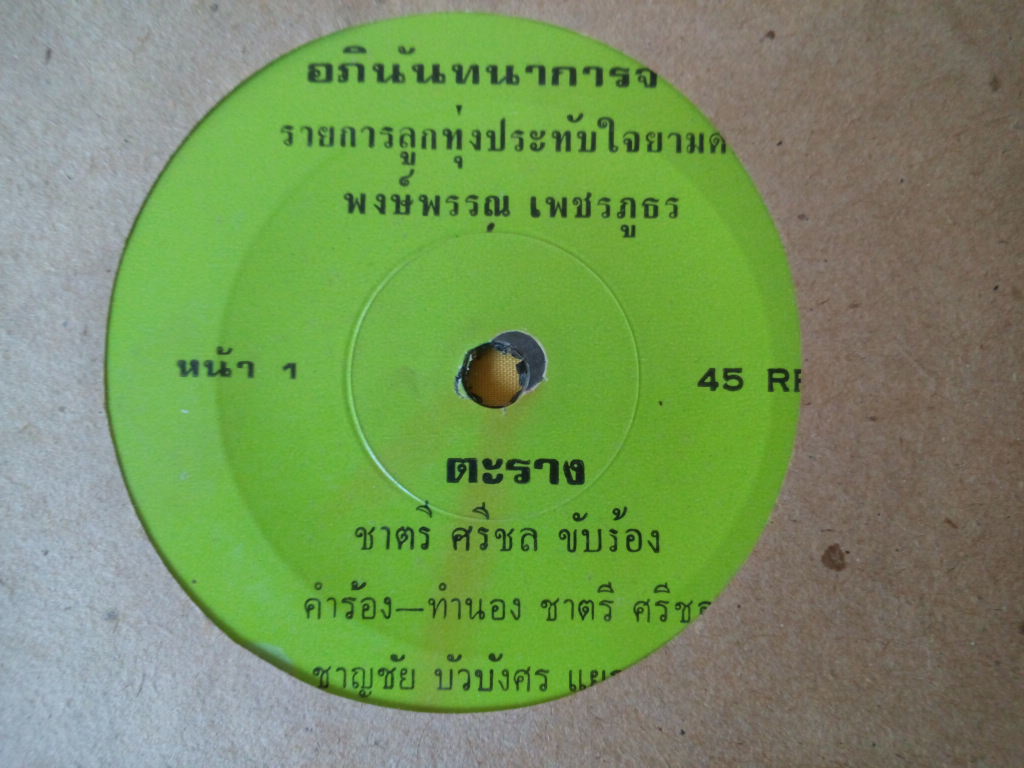 อภินันทนาการจ
รายการลูกทุ่งประทับใจยามด
พงษ์พรรณุ เพชรภูธร
หน้า 1
45 RP
ตะราง
ชาตรี ศรีชล ขับร้อง
คำร้อง—ทำนอง ชาตรี ศรีชล
ชาญชัย บัวบังศร แยก